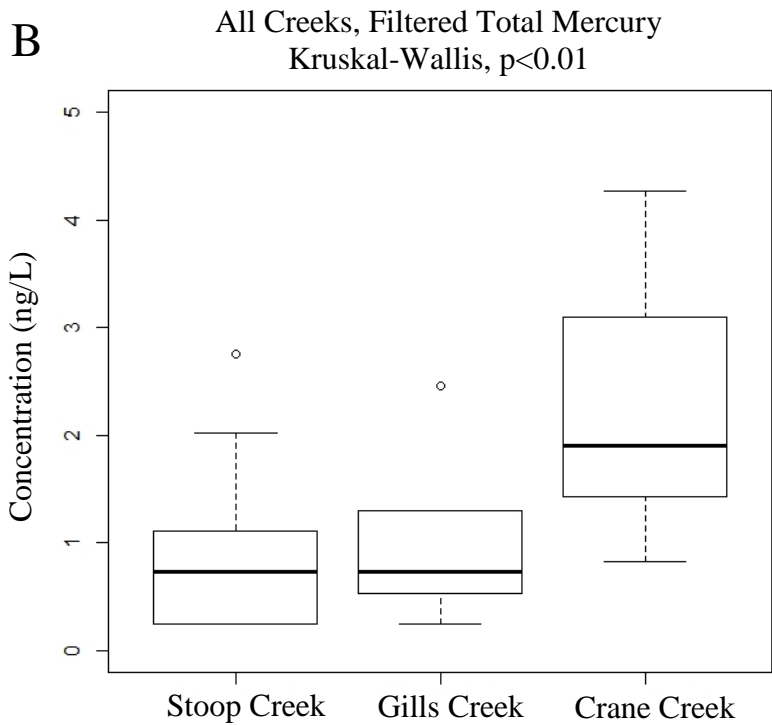 B
All Creeks, Filtered Total Mercury
Kruskal-Wallis, p<0.01
Concentration (ng/L)
5
4
3
2
1
0
Stoop Creek
Gills Creek
Crane Creek